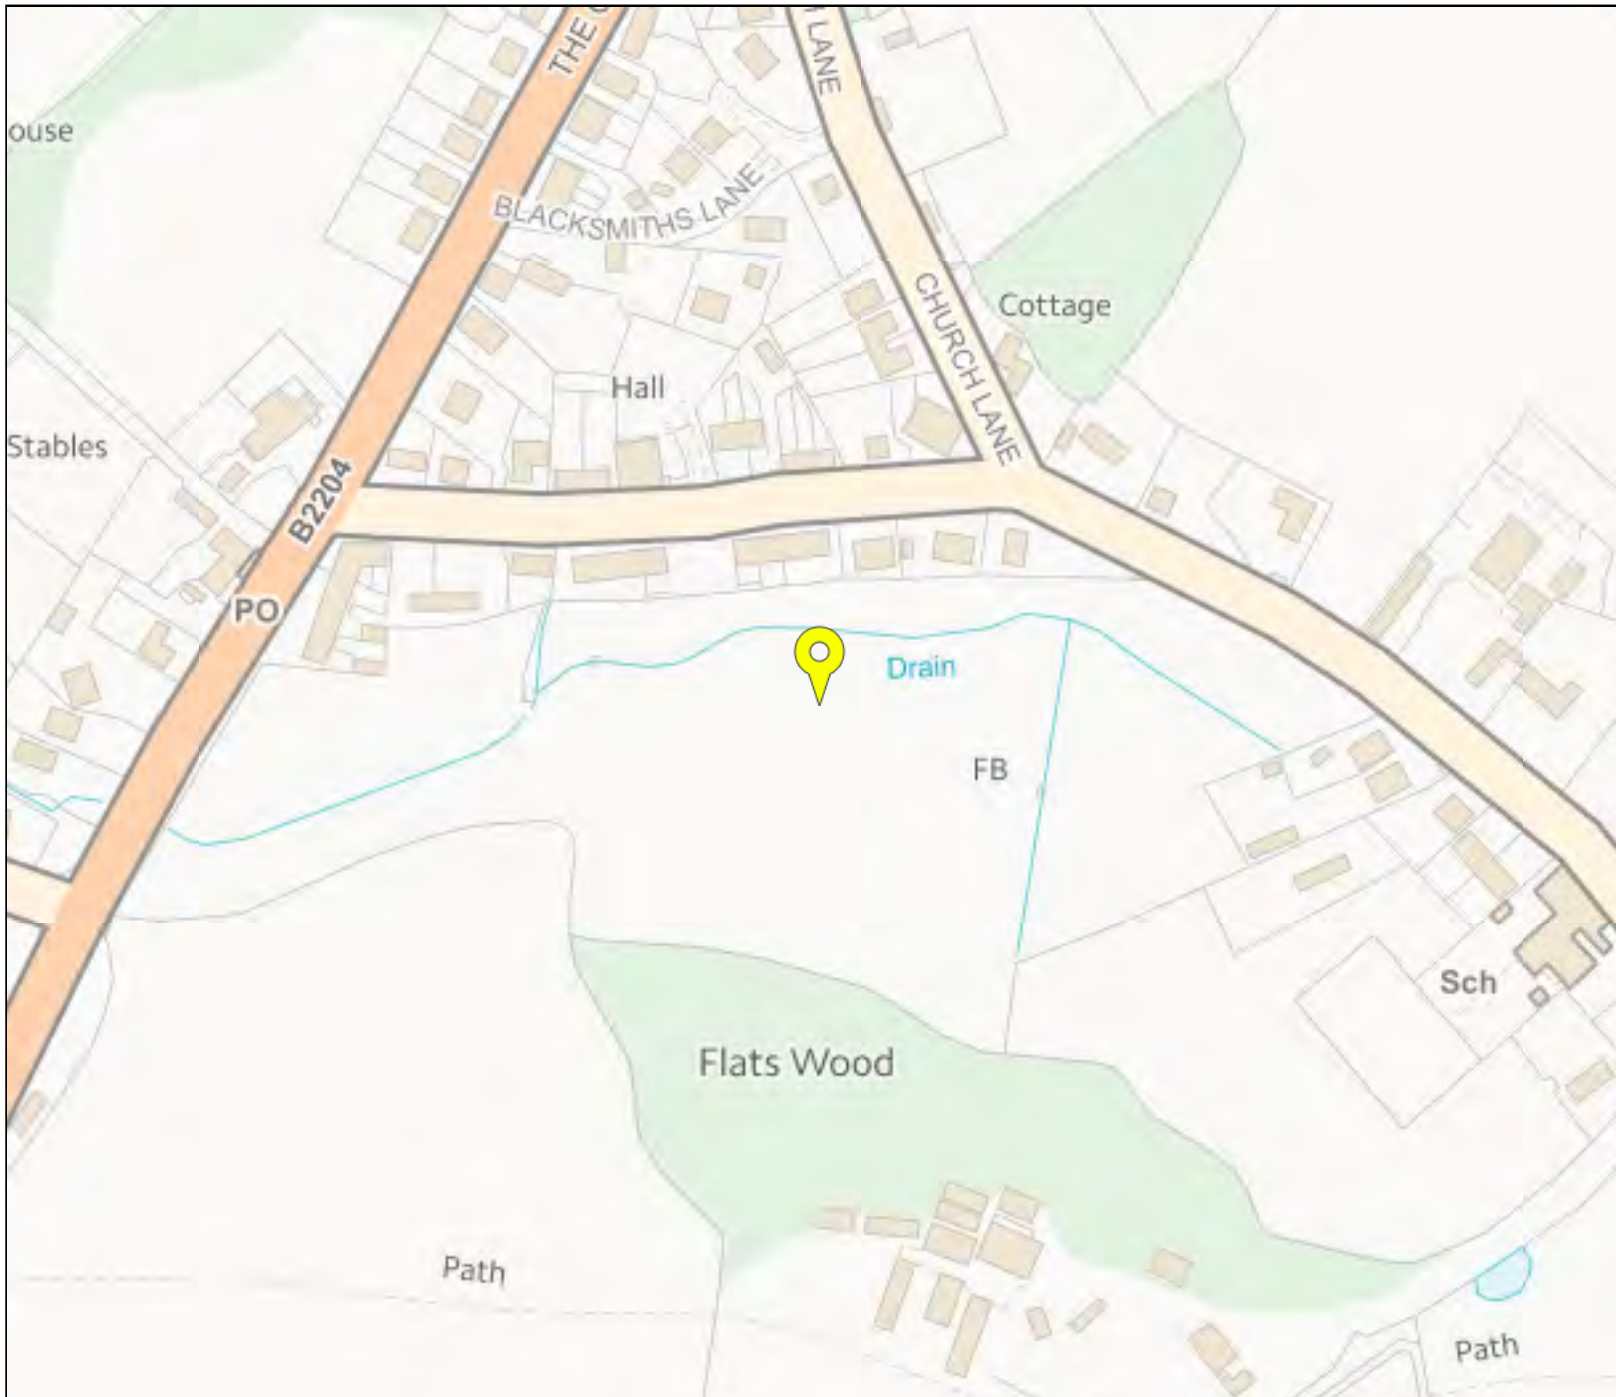 THE
H LANE
ouse
BLACKSMITHS LANE
CHURCH LANE
Cottage
Hall
Stables
B2204
PO
Drain
FB
Sch
Flats Wood
Path
Path